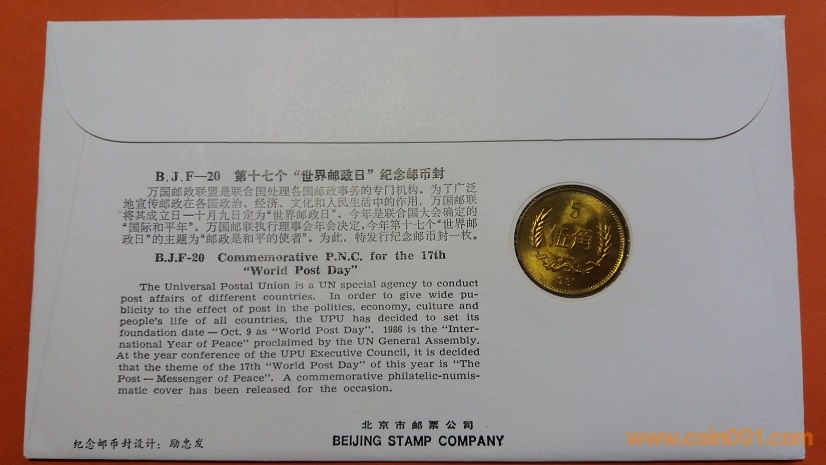 B.J.F—20 第十七个“世界邮政日”纪念邮币封
万国邮政联盟是联合国处理各国邮政事务的专门机构。为了广泛
地宣传邮政在各国政治、经济、文化和人民生活中的作用，万国邮联
将其成立日—十月九日定为“世界邮政日”。今年是联合国大会确定的
“国际和平年”。万国邮联执行理事会年会决定，今年第十七个“世界邮
政日”的主题为“邮政是和平的使者”。为此，特发行纪念邮币封一枚。
B.J.F-20 Commemorative P.N.C. for the 17th
“World Post Day”
The Universal Postal Union is a UN special agency to conduct
post affairs of different countries. In order to give wide pu-
blicity to the effect of post in the politics, economy, culture and
people's life of all countries, the UPU has decided to set its
foundation date — Oct. 9 as “World Post Day”. 1986 is the “Inter-
national Year of Peace” proclaimed by the UN General Assembly.
At the year conference of the UPU Executive Council, it is decided
that the theme of the 17th “World Post Day” of this year is “The
Post — Messenger of Peace”. A commemorative philatelic-numis-
matic cover has been released for the occasion.
5
伍角
北京市邮票公司
BEIJING STAMP COMPANY
纪念邮币封设计：励忠发
www.coin001.com